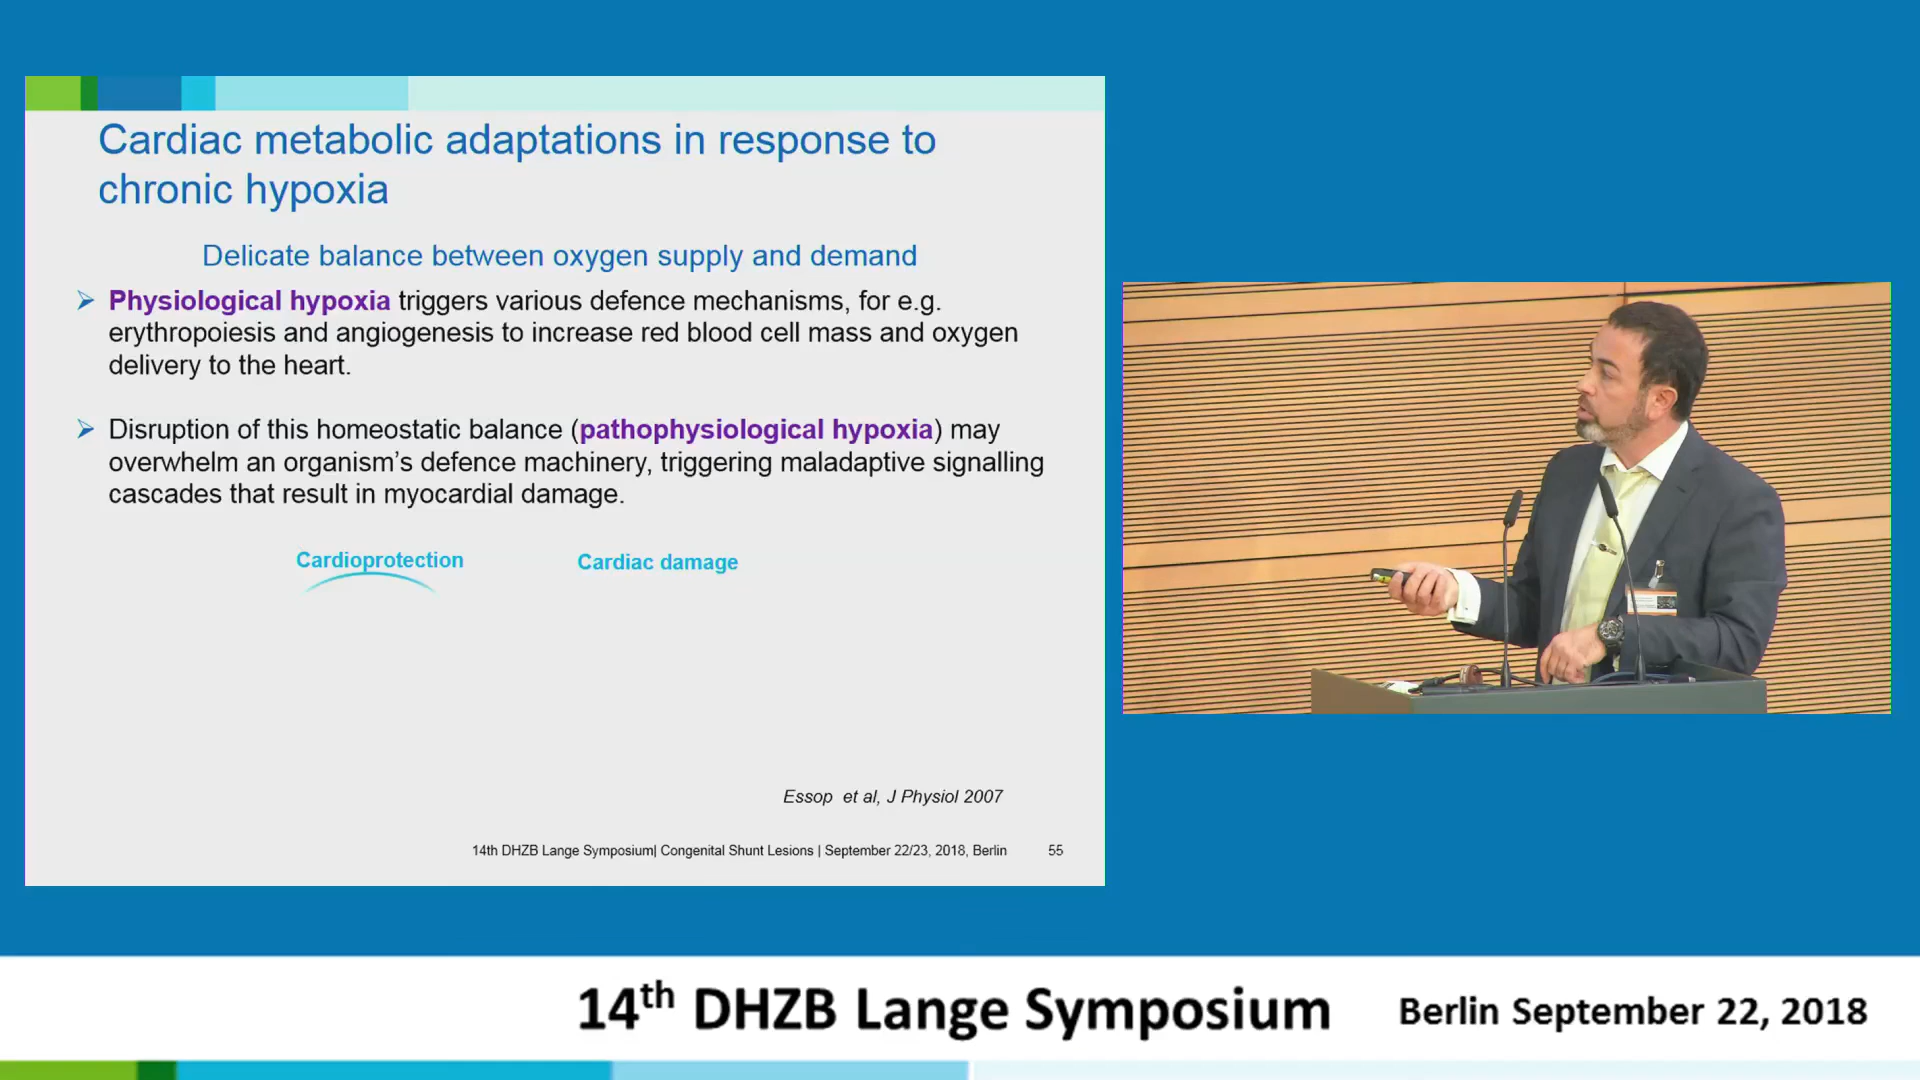 Cardiac metabolic adaptations in response to
chronic hypoxia
Delicate balance between oxygen supply and demand
Physiological hypoxia triggers various defence mechanisms, for e.g.
erythropoiesis and angiogenesis to increase red blood cell mass and oxygen
delivery to the heart.
Disruption of this homeostatic balance (pathophysiological hypoxia) may
overwhelm an organism's defence machinery, triggering maladaptive signalling
cascades that result in myocardial damage.
Cardioprotection
Cardiac damage
Essop et al, J Physiol 2007
14th DHZB Lange Symposium| Congenital Shunt Lesions | September 22/23, 2018, Berlin 55
14th DHZB Lange Symposium
Berlin September 22, 2018